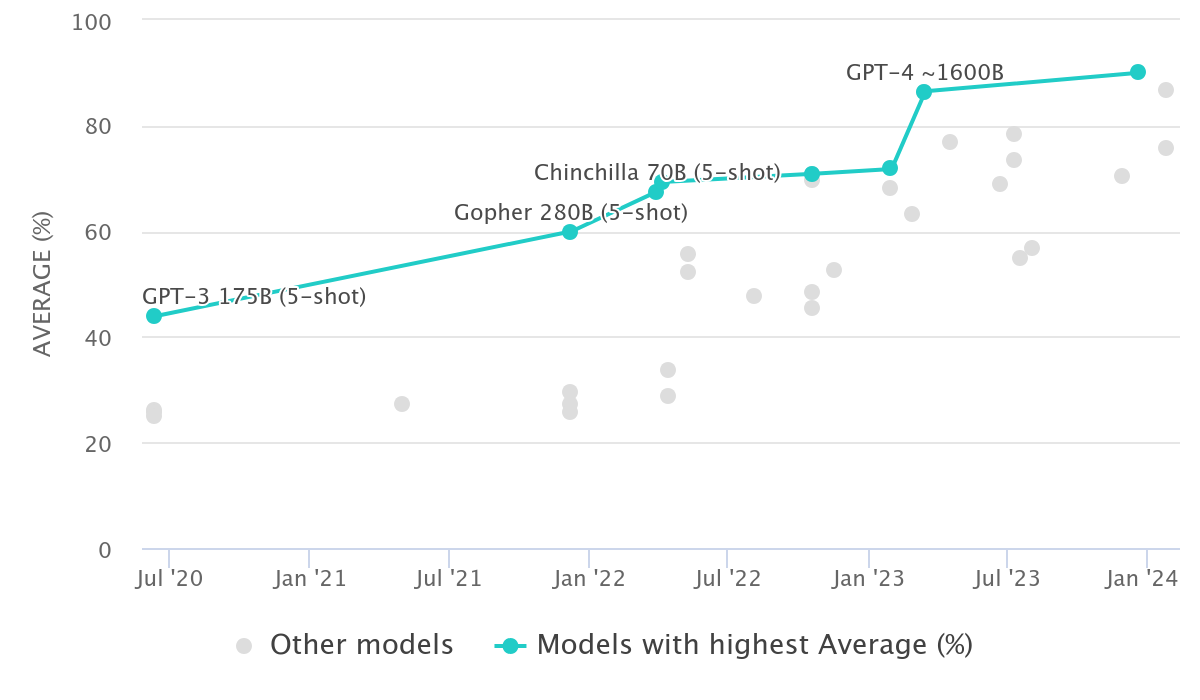 100
80
60
40
20
0
AVERAGE (%)
GPT-4 ~1600B
Chinchilla 70B (5-shot)
Gopher 280B (5-shot)
GPT-3 175B (5-shot)
Jul '20
Jan '21
Jul '21
Jan '22
Jul '22
Jan '23
Jul '23
Jan '24
Other models
Models with highest Average (%)